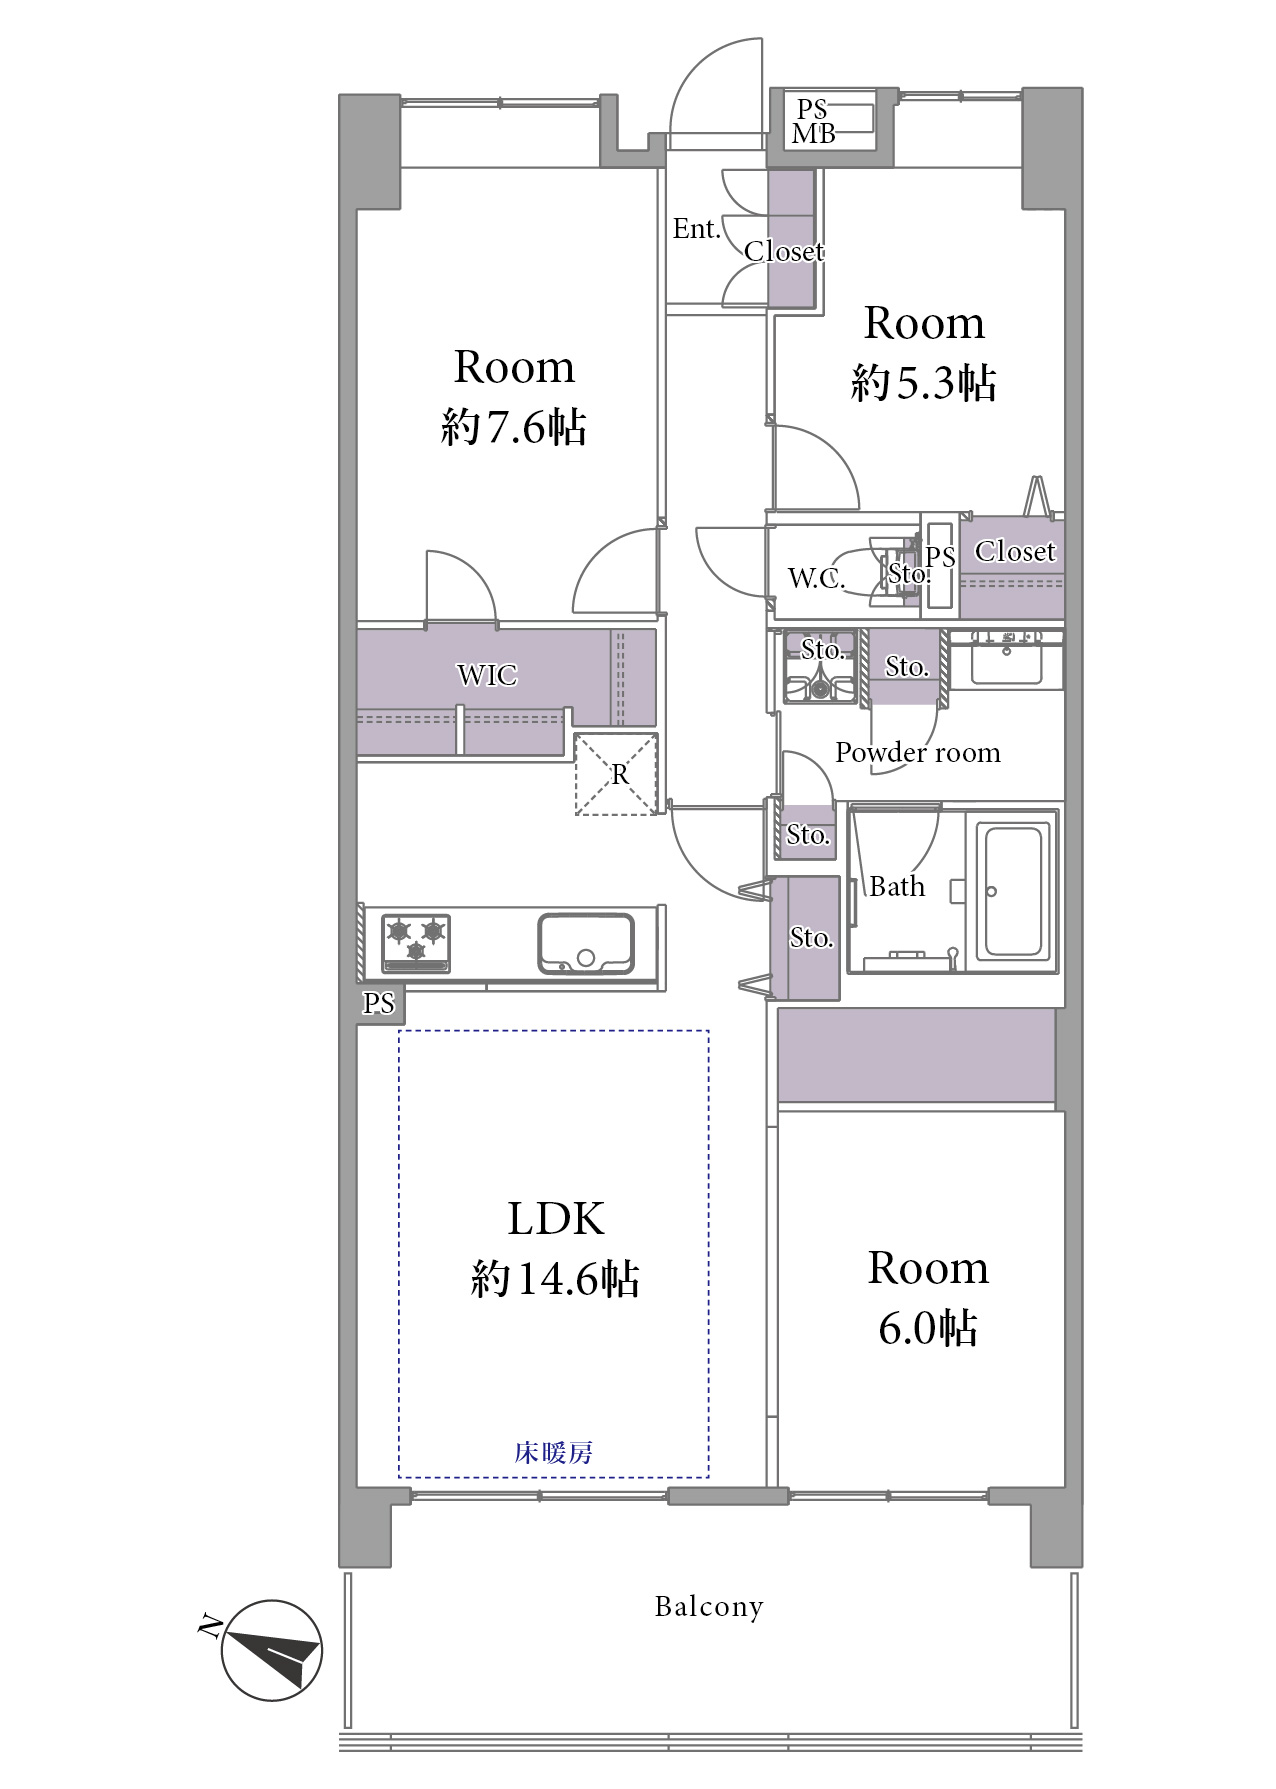 PS
MB
Ent.
Closet
Room
約5.3帖
Room
約7.6帖
W.C.
Sto.
PS
Closet
WIC
Sto.
Sto.
R
Powder room
Sto.
Bath
Sto.
PS
LDK
約14.6帖
Room
6.0帖
床暖房
Balcony
N